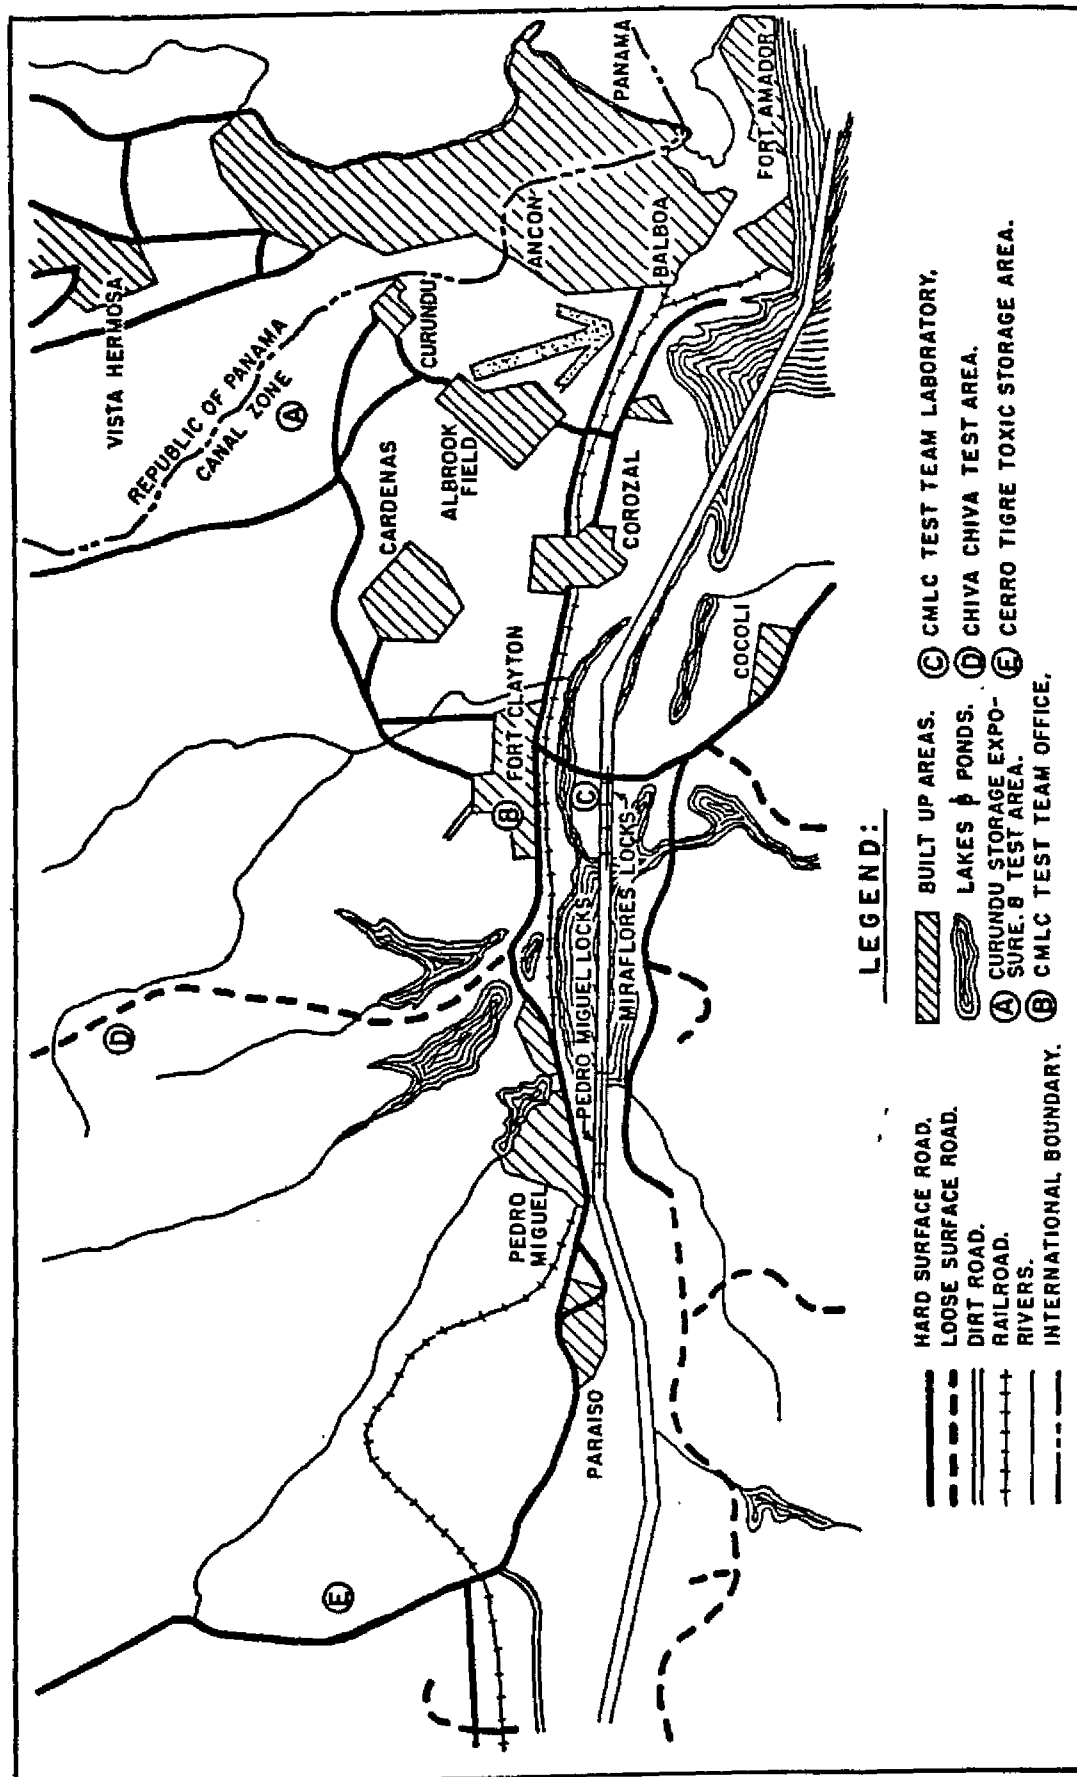 VISTA HERMOSA
REPUBLIC OF PANAMA
CANAL ZONE
A
CURUNDU
CARDENAS
ALBROOK
FIELD
ANCON
PANAMA
BALBOA
FORT AMADOR
COROZAL
FORT CLAYTON
B
C
COCOLI
D
PEDRO MIGUEL LOCKS
MIRAFLORES LOCKS
PEDRO
MIGUEL
PARAISO
E
LEGEND:
HARD SURFACE ROAD.
LOOSE SURFACE ROAD.
DIRT ROAD.
RAILROAD.
RIVERS.
INTERNATIONAL BOUNDARY.
BUILT UP AREAS.
LAKES & PONDS.
A CURUNDU STORAGE EXPO-
SURE. 8 TEST AREA.
B CMLC TEST TEAM OFFICE.
C CMLC TEST TEAM LABORATORY.
D CHIVA CHIVA TEST AREA.
E CERRO TIGRE TOXIC STORAGE AREA.